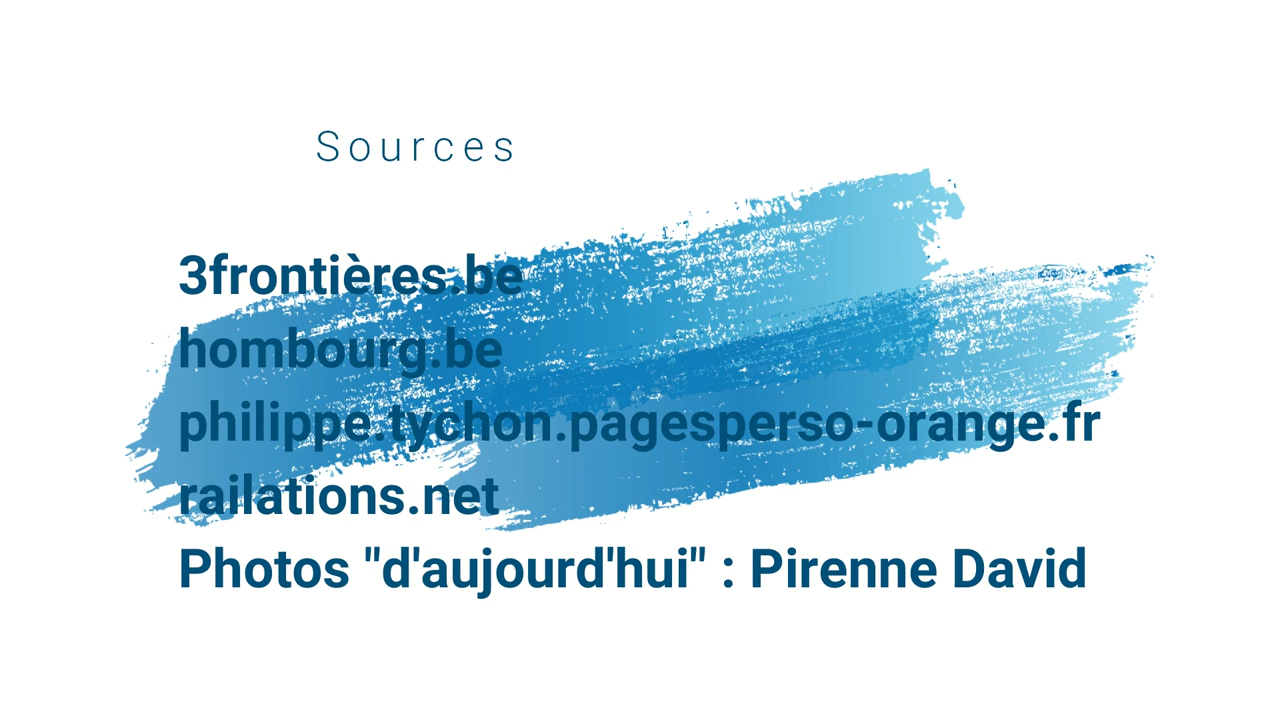 Sources
3frontières.be
hombourg.be
philippe.tychon.pagesperso-orange.fr
railations.net
Photos "d'aujourd'hui" : Pirenne David